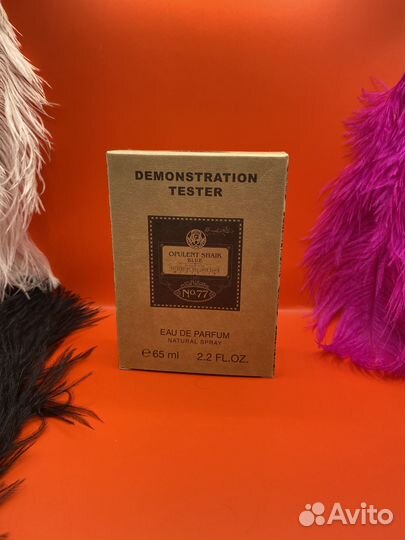 DEMONSTRATION
TESTER
OPULENT SHAIK
BLUE
No77
EAU DE PARFUM
NATURAL SPRAY
℮ 65 ml 2.2 FL.OZ.
Avito